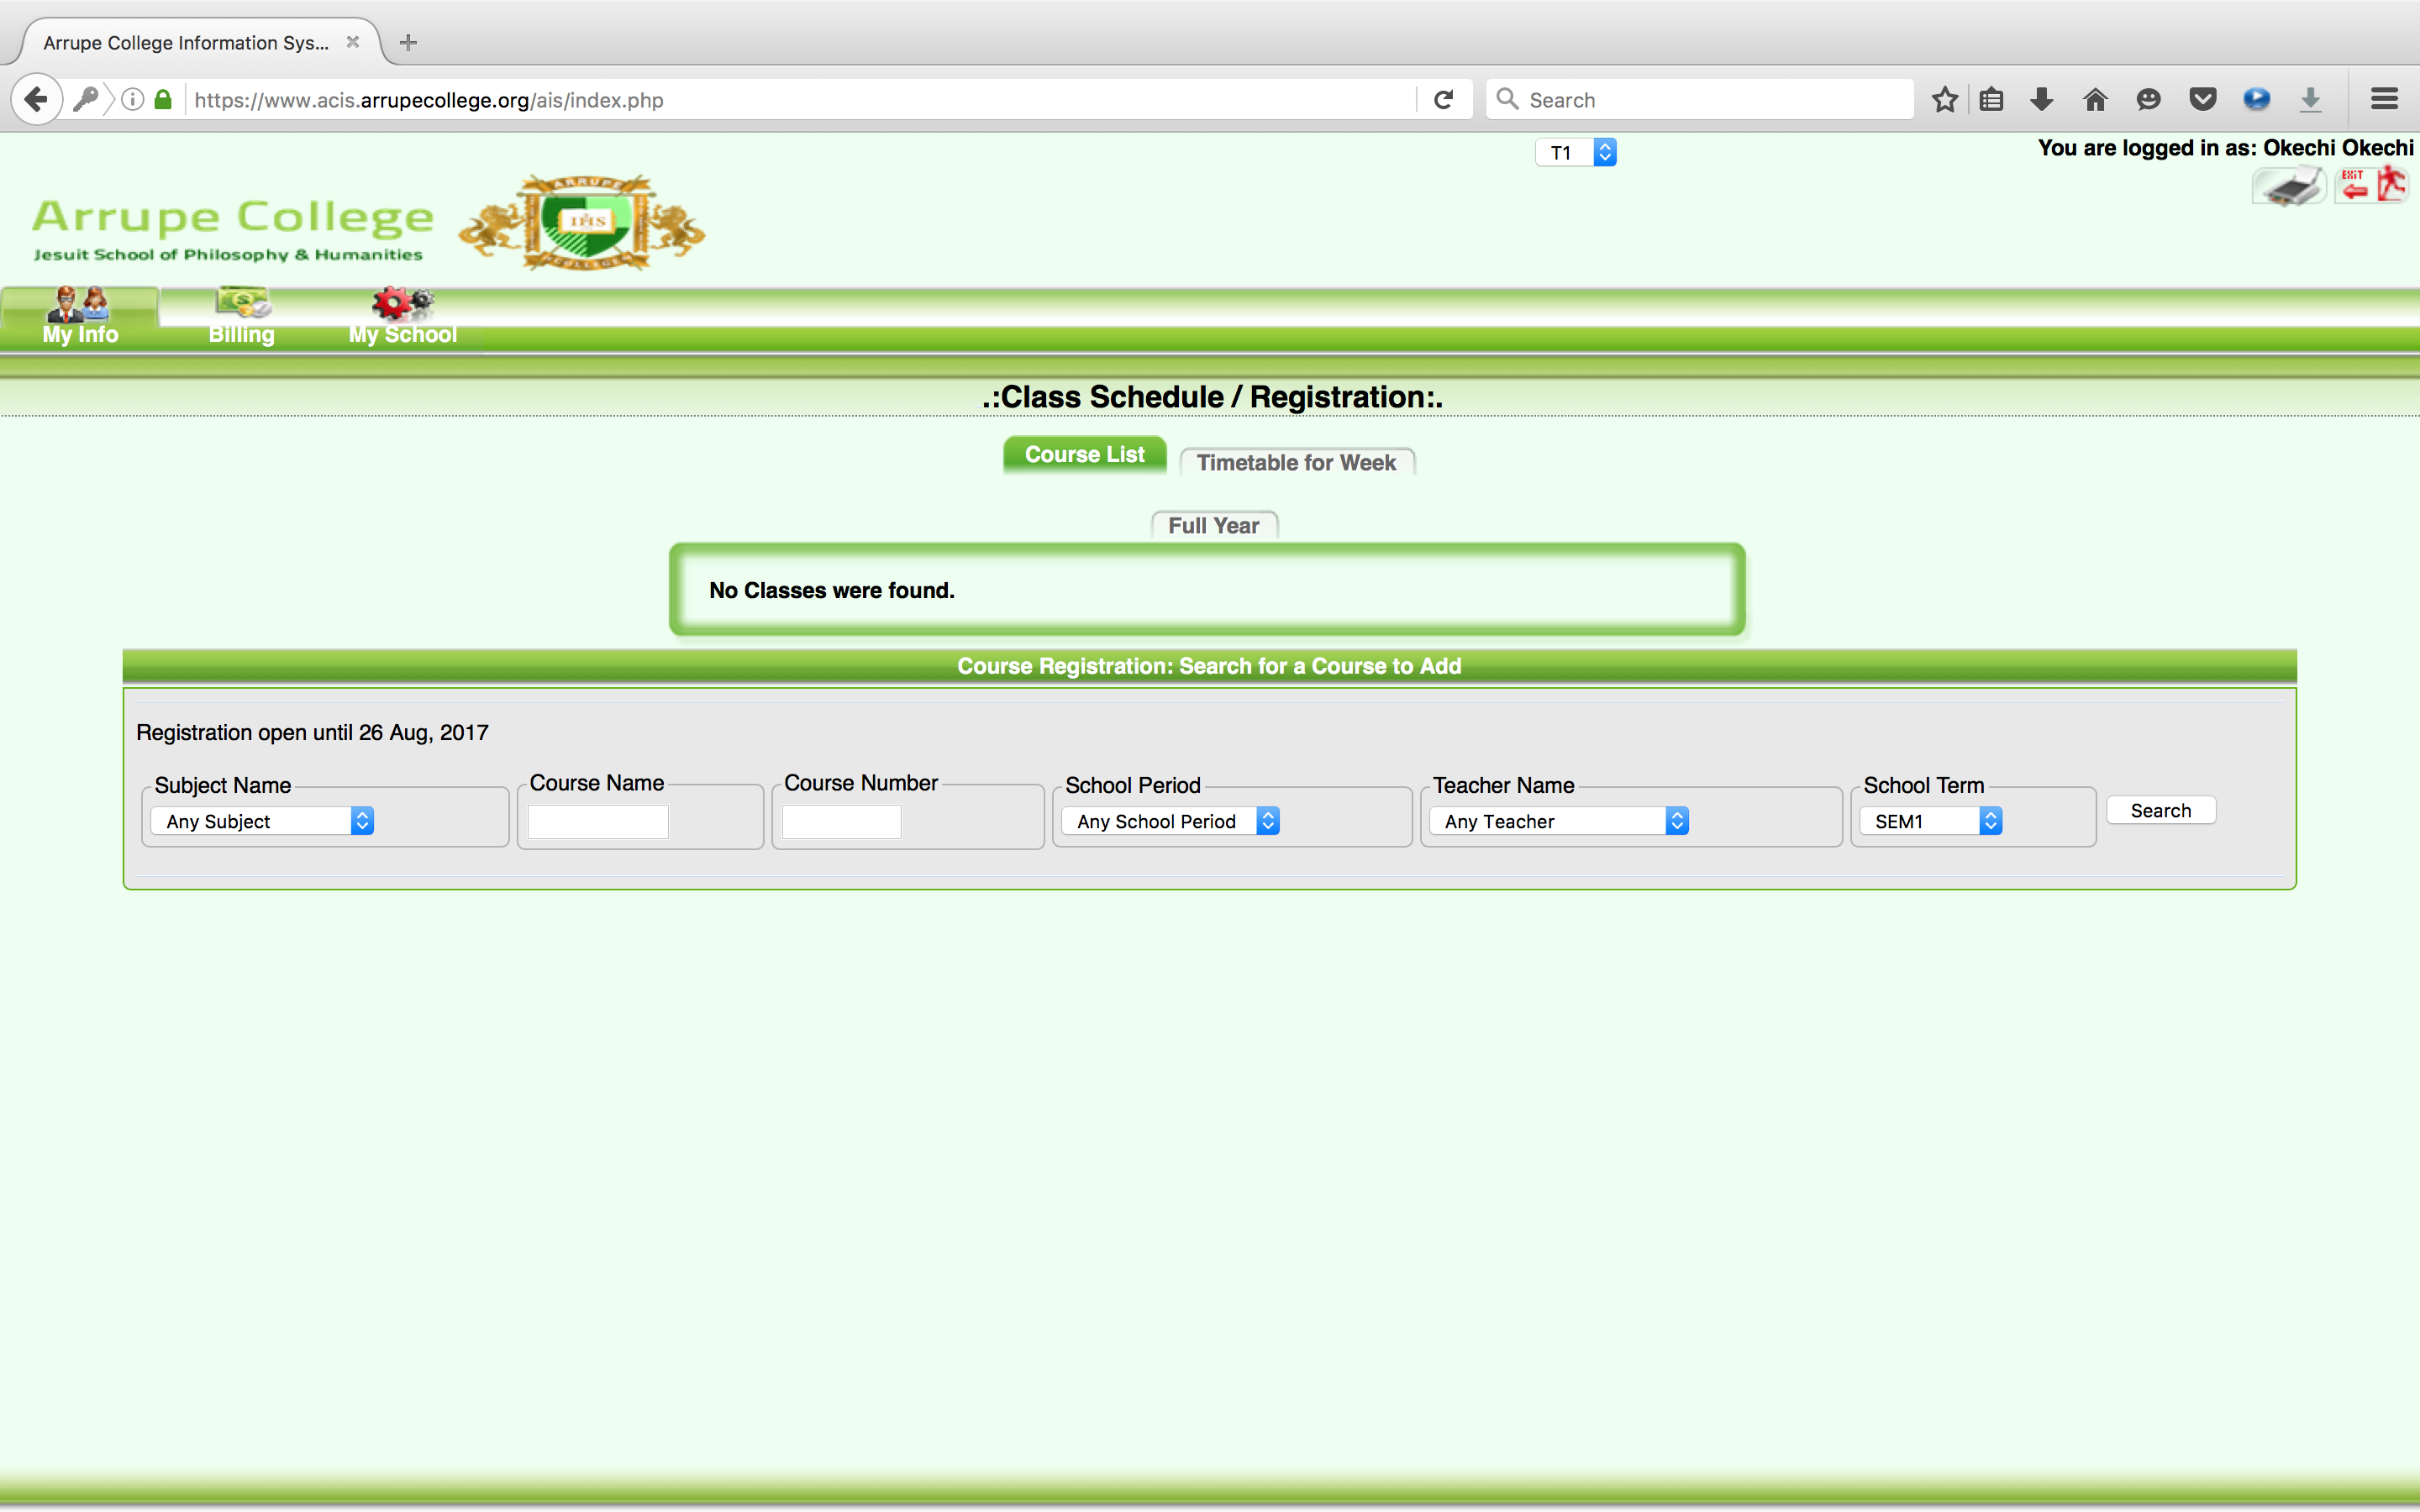 Arrupe College Information Sys...
https://www.acis.arrupecollege.org/ais/index.php
Search
T1
You are logged in as: Okechi Okechi
EXIT
ARRUPE
IHS
COLLEGE
Arrupe College
Jesuit School of Philosophy & Humanities
My Info
Billing
My School
.:Class Schedule / Registration:.
Course List
Timetable for Week
Full Year
No Classes were found.
Course Registration: Search for a Course to Add
Registration open until 26 Aug, 2017
Subject Name
Course Name
Course Number
School Period
Teacher Name
School Term
Any Subject
Any School Period
Any Teacher
SEM1
Search